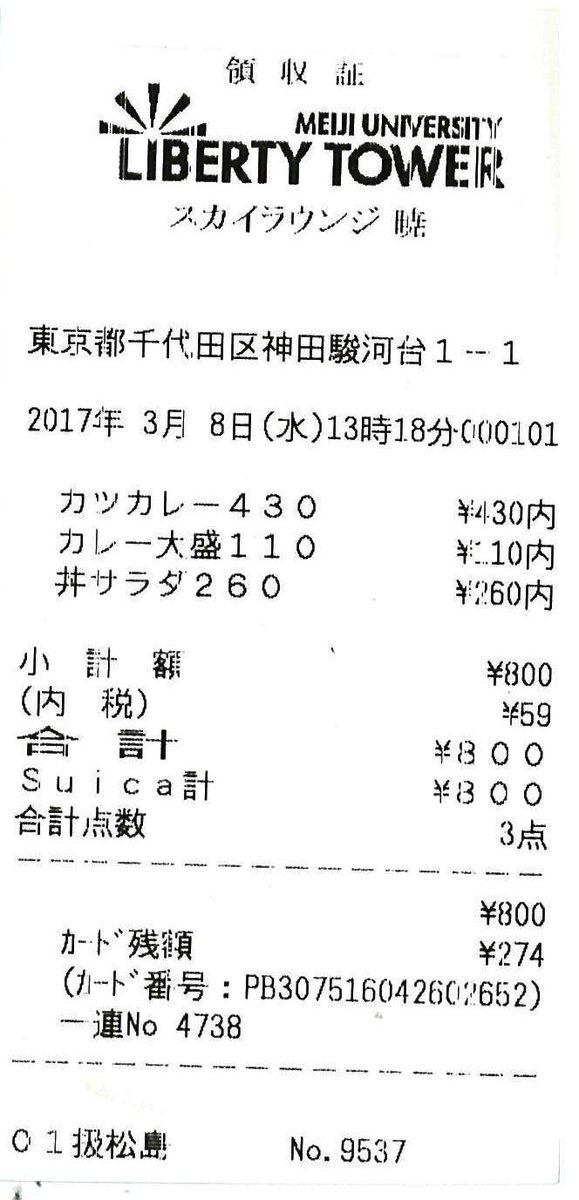 領収証
MEIJI UNIVERSITY
LIBERTY TOWER
スカイラウンジ 暁
東京都千代田区神田駿河台1-1
2017年 3月 8日(水)13時18分000101
カツカレー430 ¥430内
カレー大盛110 ¥110内
丼サラダ260 ¥260内
小計額 ¥800
(内 税) ¥59
合計 ¥800
Suica計 ¥800
合計点数 3点
¥800
カード残額 ¥274
(カード番号:PB307516042602652)
一連No 4738
01扱松島 No.9537